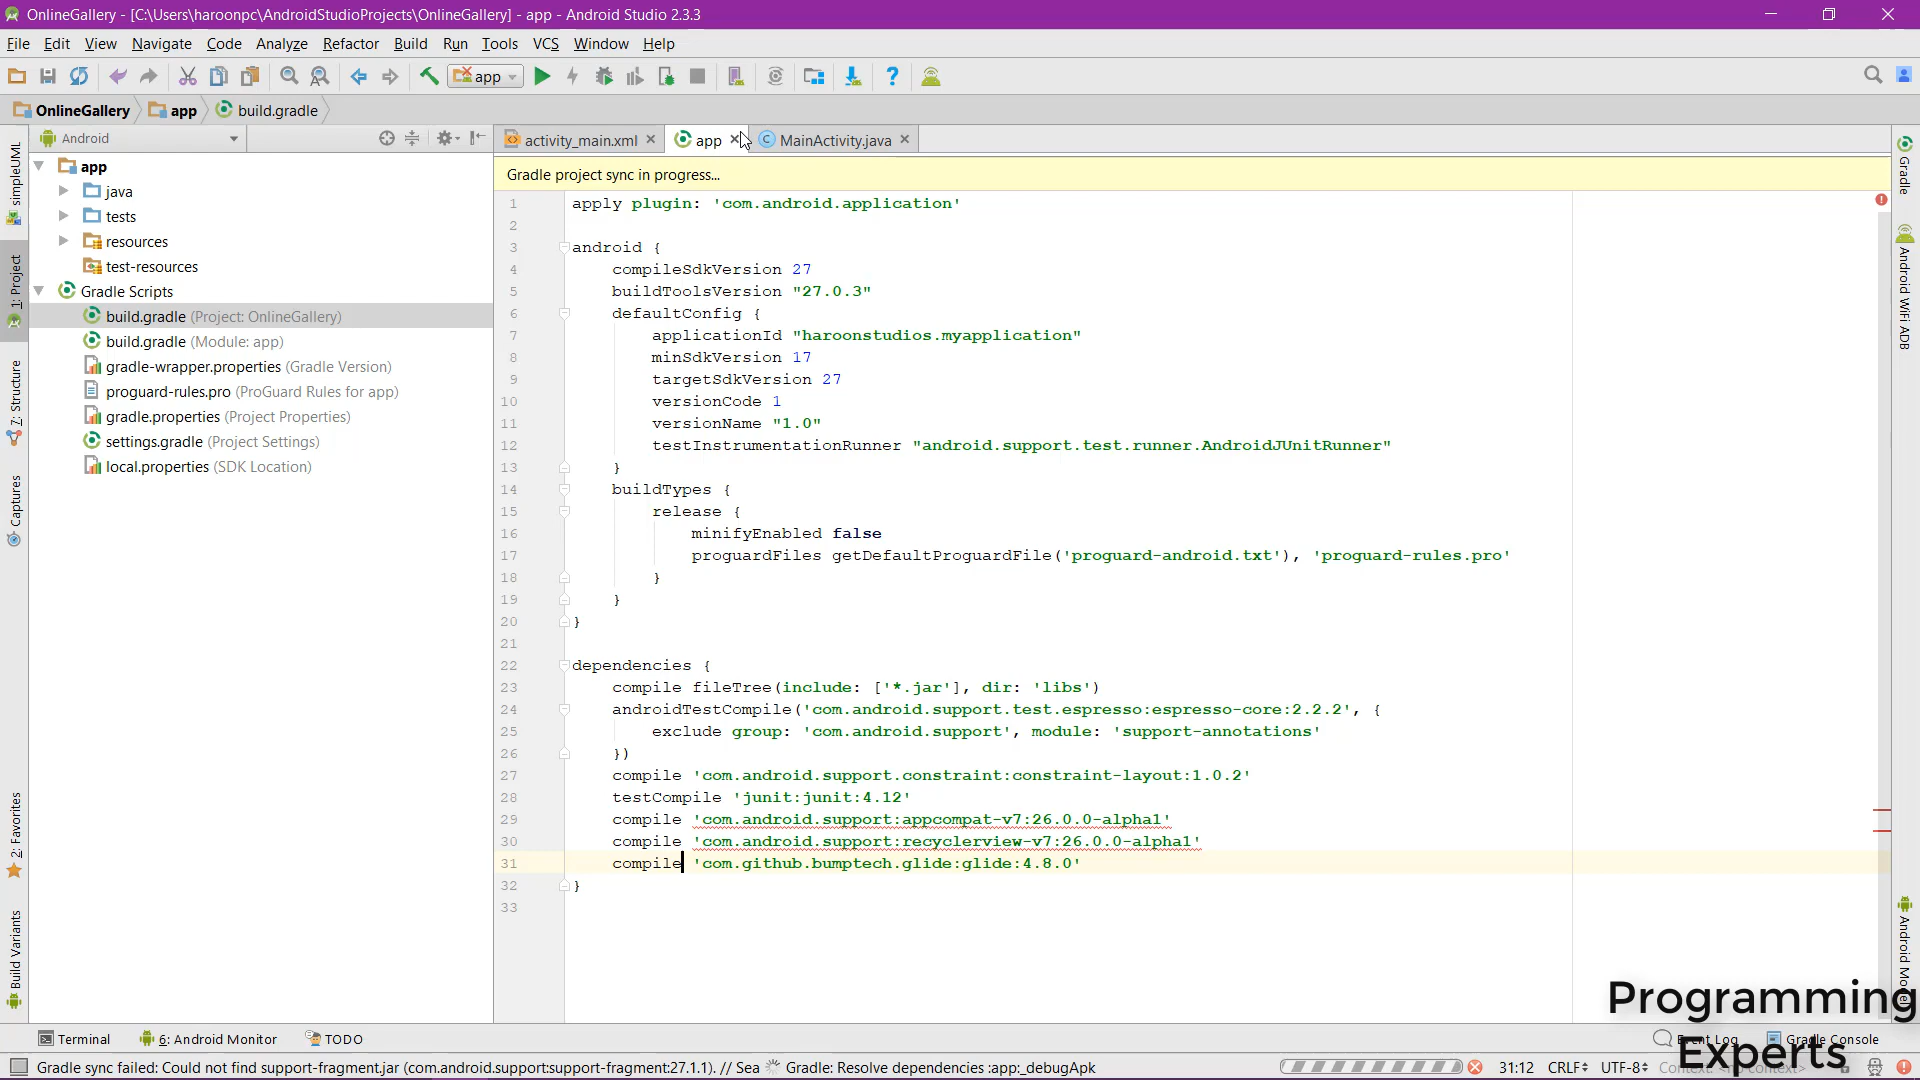 OnlineGallery - [C:\Users\haroonpc\AndroidStudioProjects\OnlineGallery] - app - Android Studio 2.3.3
File Edit View Navigate Code Analyze Refactor Build Run Tools VCS Window Help
app
OnlineGallery app build.gradle
Android
activity_main.xml app MainActivity.java
Gradle project sync in progress...
app
java
tests
resources
test-resources
Gradle Scripts
build.gradle (Project: OnlineGallery)
build.gradle (Module: app)
gradle-wrapper.properties (Gradle Version)
proguard-rules.pro (ProGuard Rules for app)
gradle.properties (Project Properties)
settings.gradle (Project Settings)
local.properties (SDK Location)
simpleUML
1: Project
7: Structure
Captures
2: Favorites
Build Variants
1 apply plugin: 'com.android.application'
2
3 android {
4 compileSdkVersion 27
5 buildToolsVersion "27.0.3"
6 defaultConfig {
7 applicationId "haroonstudios.myapplication"
8 minSdkVersion 17
9 targetSdkVersion 27
10 versionCode 1
11 versionName "1.0"
12 testInstrumentationRunner "android.support.test.runner.AndroidJUnitRunner"
13 }
14 buildTypes {
15 release {
16 minifyEnabled false
17 proguardFiles getDefaultProguardFile('proguard-android.txt'), 'proguard-rules.pro'
18 }
19 }
20 }
21
22 dependencies {
23 compile fileTree(include: ['*.jar'], dir: 'libs')
24 androidTestCompile('com.android.support.test.espresso:espresso-core:2.2.2', {
25 exclude group: 'com.android.support', module: 'support-annotations'
26 })
27 compile 'com.android.support.constraint:constraint-layout:1.0.2'
28 testCompile 'junit:junit:4.12'
29 compile 'com.android.support:appcompat-v7:26.0.0-alpha1'
30 compile 'com.android.support:recyclerview-v7:26.0.0-alpha1'
31 compile 'com.github.bumptech.glide:glide:4.8.0'
32 }
33
Gradle
Android WiFi ADB
Android Model
Programming
Experts
Terminal 6: Android Monitor TODO Event Log Gradle Console
Gradle sync failed: Could not find support-fragment.jar (com.android.support:support-fragment:27.1.1). // Sea Gradle: Resolve dependencies :app:_debugApk 31:12 CRLF UTF-8